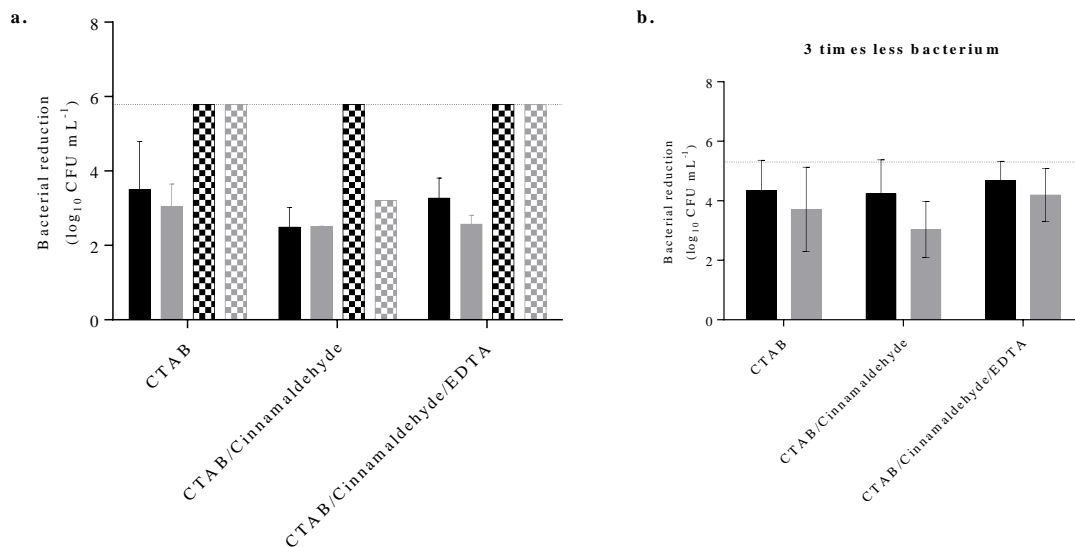 a.
8
6
4
2
0
Bacterial reduction
(log10 CFU mL-1)
CTAB
CTAB/Cinnamaldehyde
CTAB/Cinnamaldehyde/EDTA
b.
3 times less bacterium
8
6
4
2
0
Bacterial reduction
(log10 CFU mL-1)
CTAB
CTAB/Cinnamaldehyde
CTAB/Cinnamaldehyde/EDTA